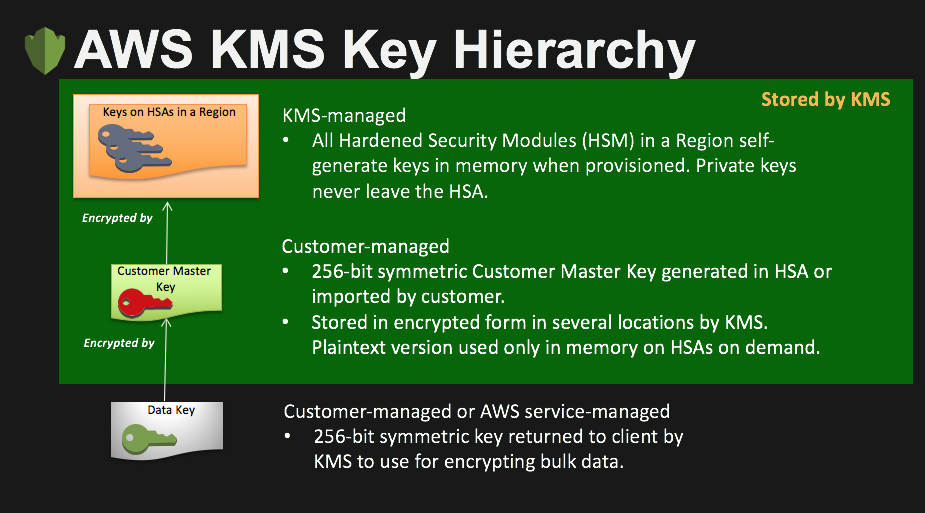 AWS KMS Key Hierarchy
Stored by KMS
Keys on HSAs in a Region
KMS-managed
• All Hardened Security Modules (HSM) in a Region self-
generate keys in memory when provisioned. Private keys
never leave the HSA.
Encrypted by
Customer Master
Key
Customer-managed
• 256-bit symmetric Customer Master Key generated in HSA or
imported by customer.
• Stored in encrypted form in several locations by KMS.
Plaintext version used only in memory on HSAs on demand.
Encrypted by
Data Key
Customer-managed or AWS service-managed
• 256-bit symmetric key returned to client by
KMS to use for encrypting bulk data.